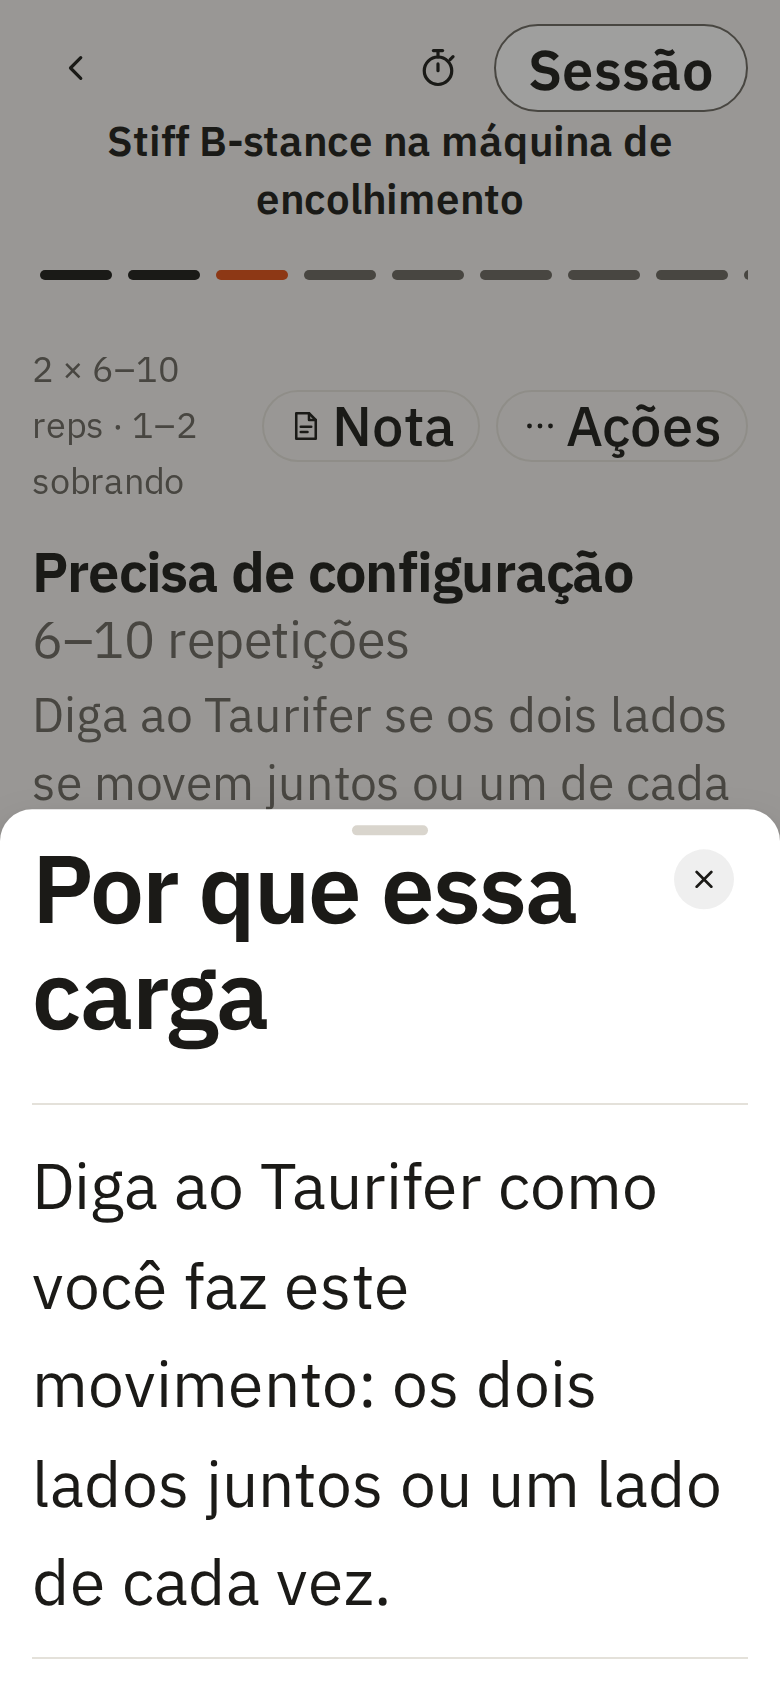 Sessão
Stiff B-stance na máquina de
encolhimento
2 × 6–10
reps · 1–2
sobrando
Nota
Ações
Precisa de configuração
6–10 repetições
Diga ao Taurifer se os dois lados
se movem juntos ou um de cada
Por que essa
carga
Diga ao Taurifer como
você faz este
movimento: os dois
lados juntos ou um lado
de cada vez.